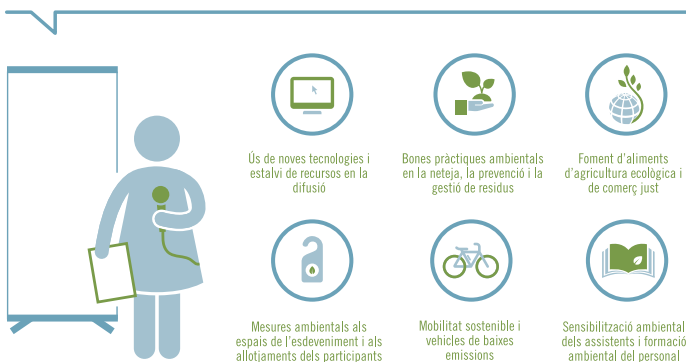 Ús de noves tecnologies i
estalvi de recursos en la
difusió
Bones pràctiques ambientals
en la neteja, la prevenció i la
gestió de residus
Foment d'aliments
d'agricultura ecològica i
de comerç just
Mesures ambientals als
espais de l'esdeveniment i als
allotjaments dels participants
Mobilitat sostenible i
vehicles de baixes
emissions
Sensibilització ambiental
dels assistents i formació
ambiental del personal